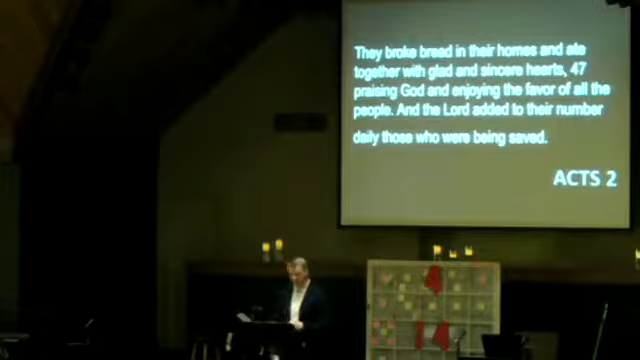 They broke bread in their homes and ate
together with glad and sincere hearts, 47
praising God and enjoying the favor of all the
people. And the Lord added to their number
daily those who were being saved.
ACTS 2